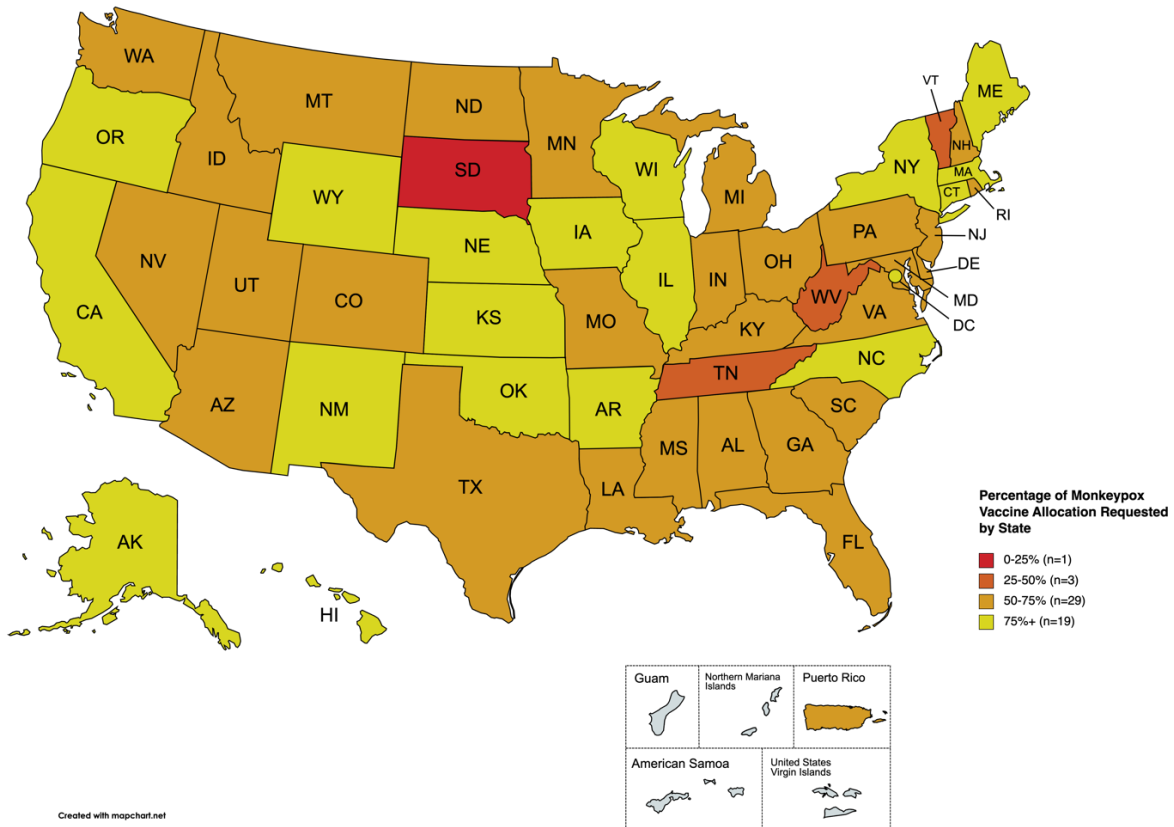 WA
MT
ND
MN
VT
ME
OR
ID
SD
WI
NY
NH
MA
CT
WY
MI
RI
NE
IA
PA
NJ
NV
UT
CO
IL
IN
OH
DE
CA
KS
MO
WV
VA
MD
DC
KY
NC
TN
AZ
NM
OK
AR
SC
MS
AL
GA
TX
LA
FL
AK
HI
Percentage of Monkeypox
Vaccine Allocation Requested
by State
0-25% (n=1)
25-50% (n=3)
50-75% (n=29)
75%+ (n=19)
Guam
Northern Mariana
Islands
Puerto Rico
American Samoa
United States
Virgin Islands
Created with mapchart.net